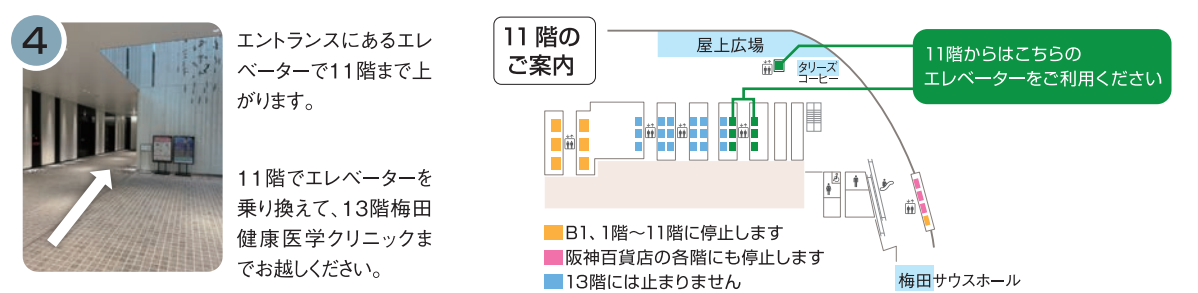 4
エントランスにあるエレ
ベーターで11階まで上
がります。
11階でエレベーターを
乗り換えて、13階梅田
健康医学クリニックま
でお越しください。
11階の
ご案内
屋上広場
タリーズ
コーヒー
11階からはこちらの
エレベーターをご利用ください
B1、1階～11階に停止します
阪神百貨店の各階にも停止します
13階には止まりません
梅田サウスホール